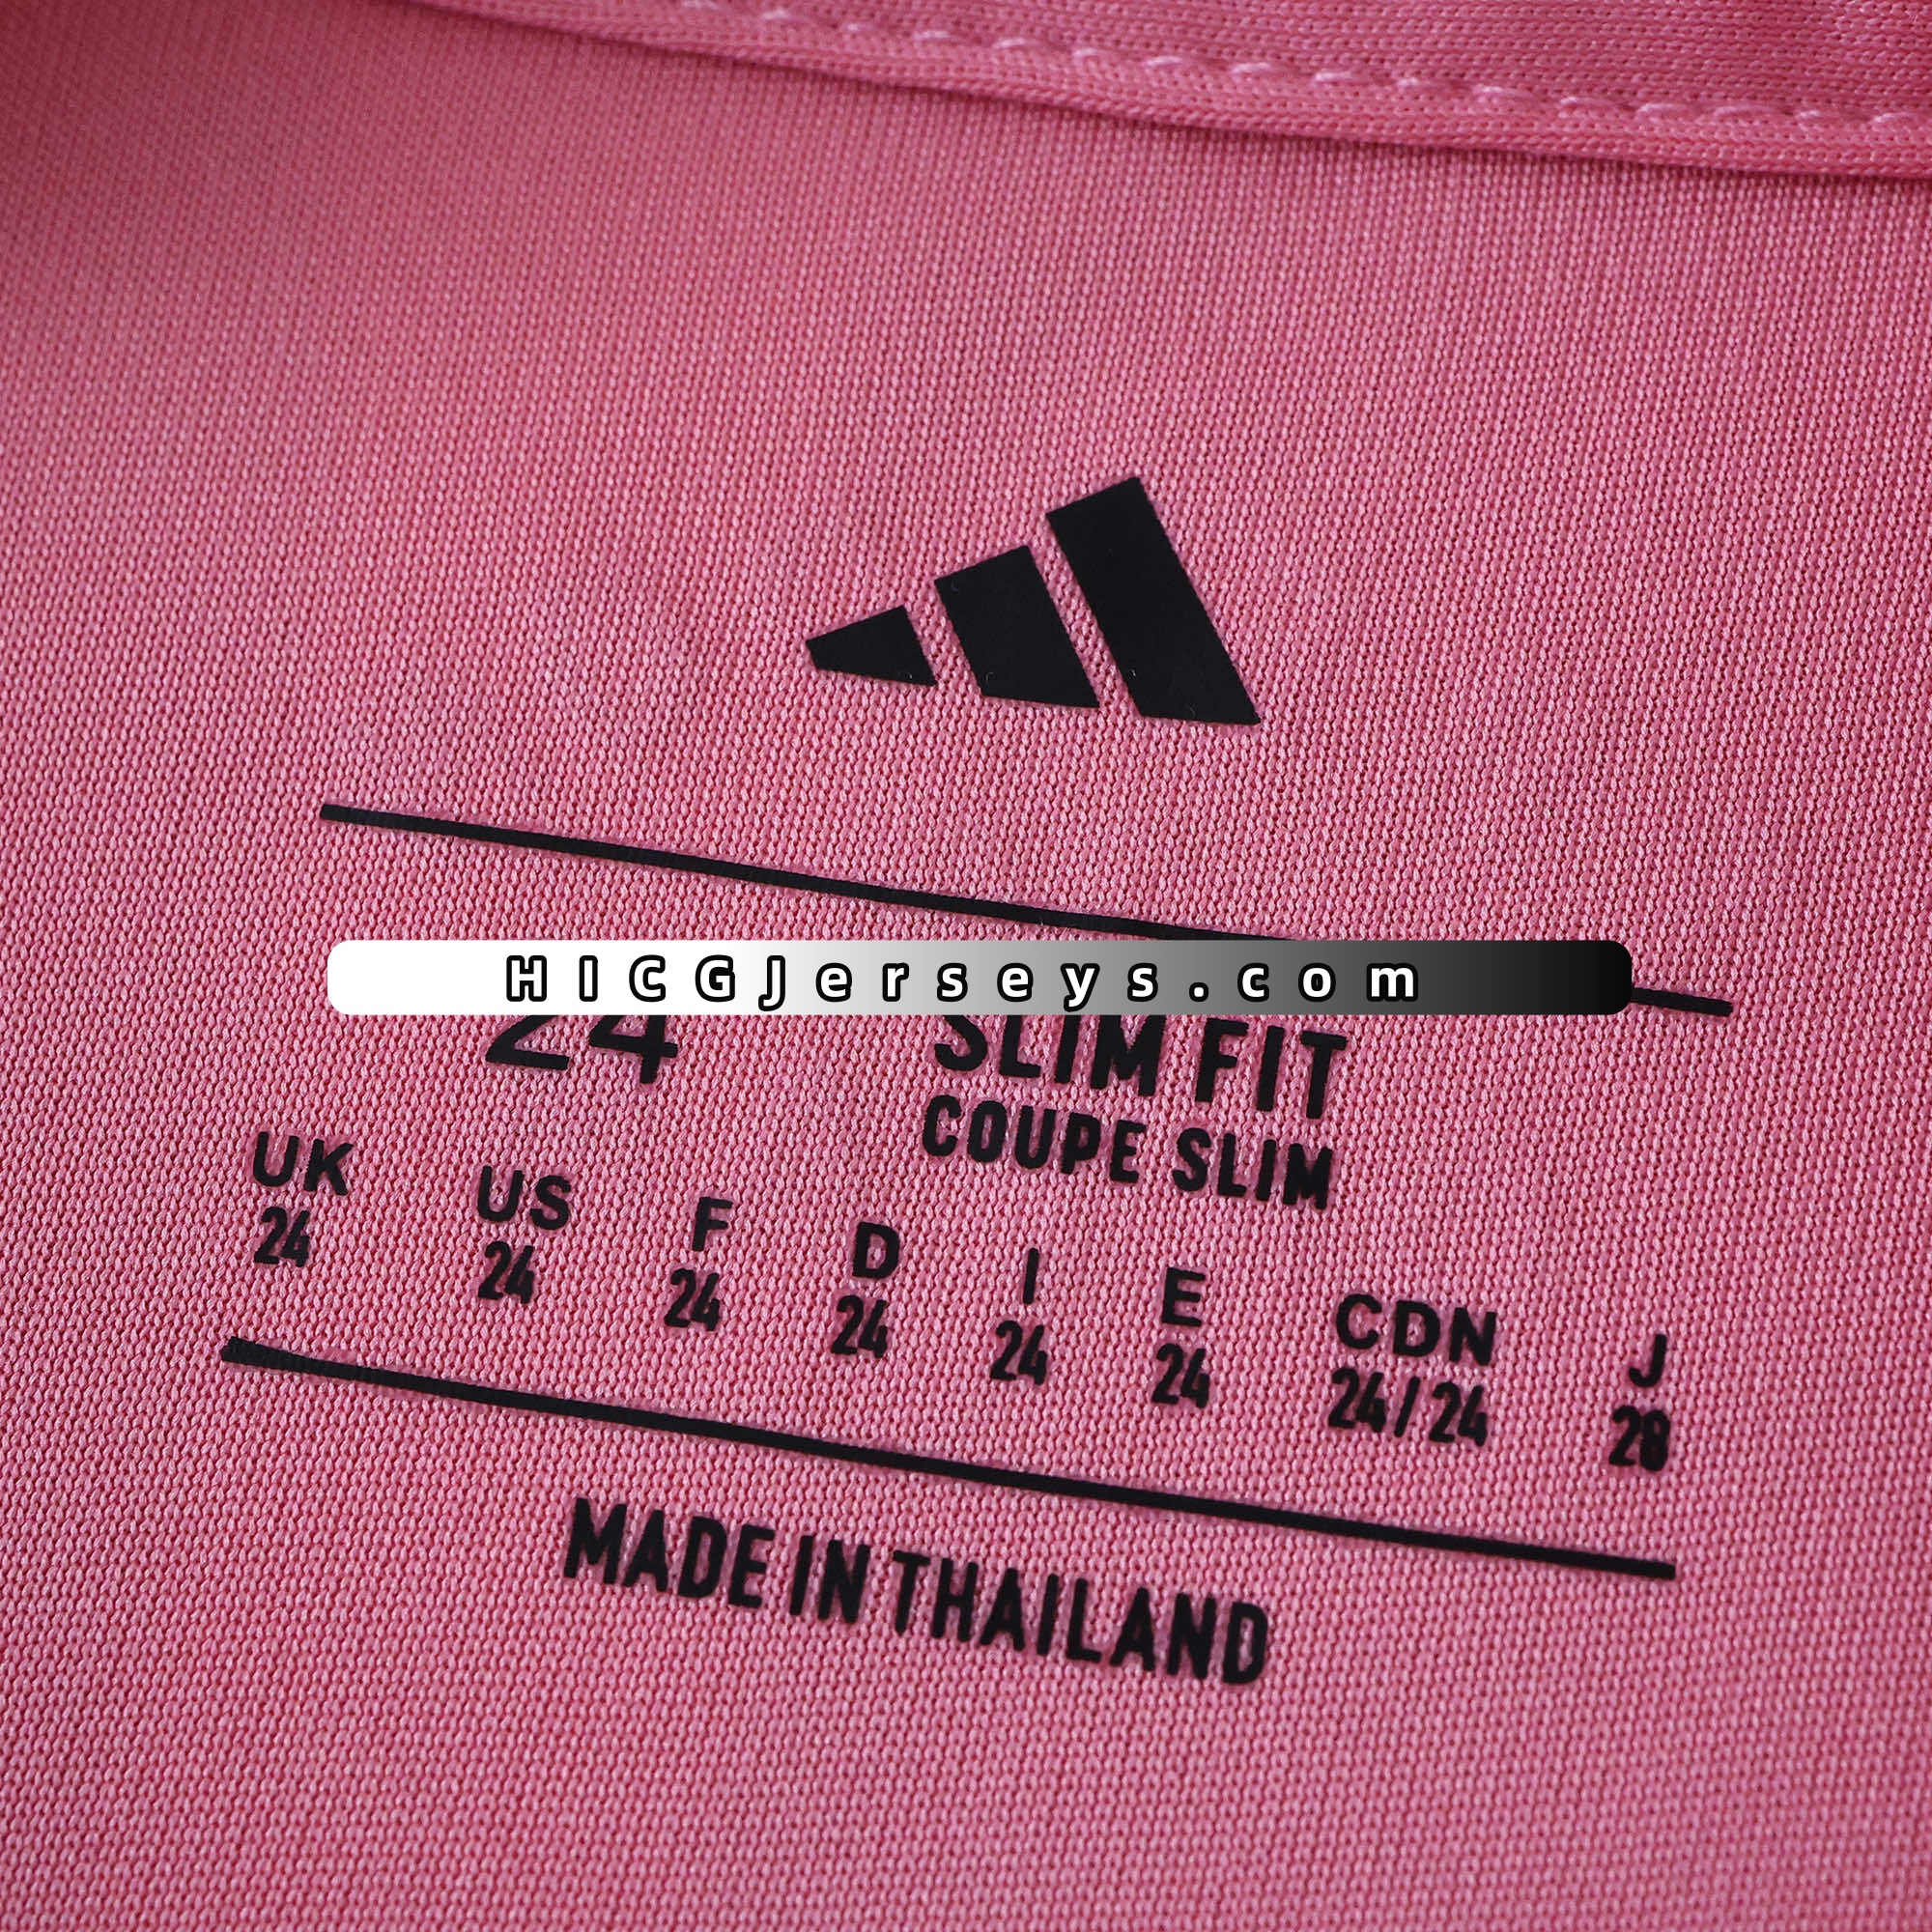 HICGJerseys.com
24 SLIM FIT
COUPE SLIM
UK US F D I E CDN J
24 24 24 24 24 24 24/24 28
MADE IN THAILAND